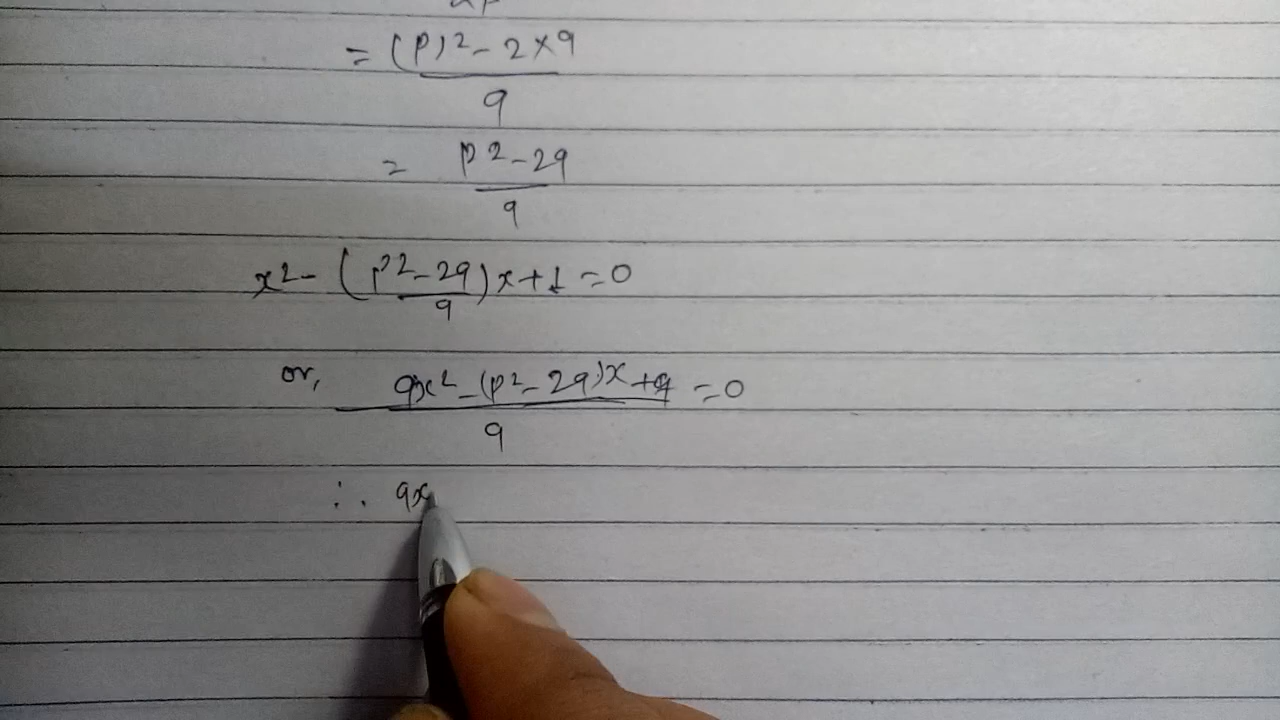 = (p)² - 2×q
q
= p² - 2q
q
x² - (p² - 2q)x + 1 = 0
q
or, qx² - (p² - 2q)x + q = 0
q
∴ qx